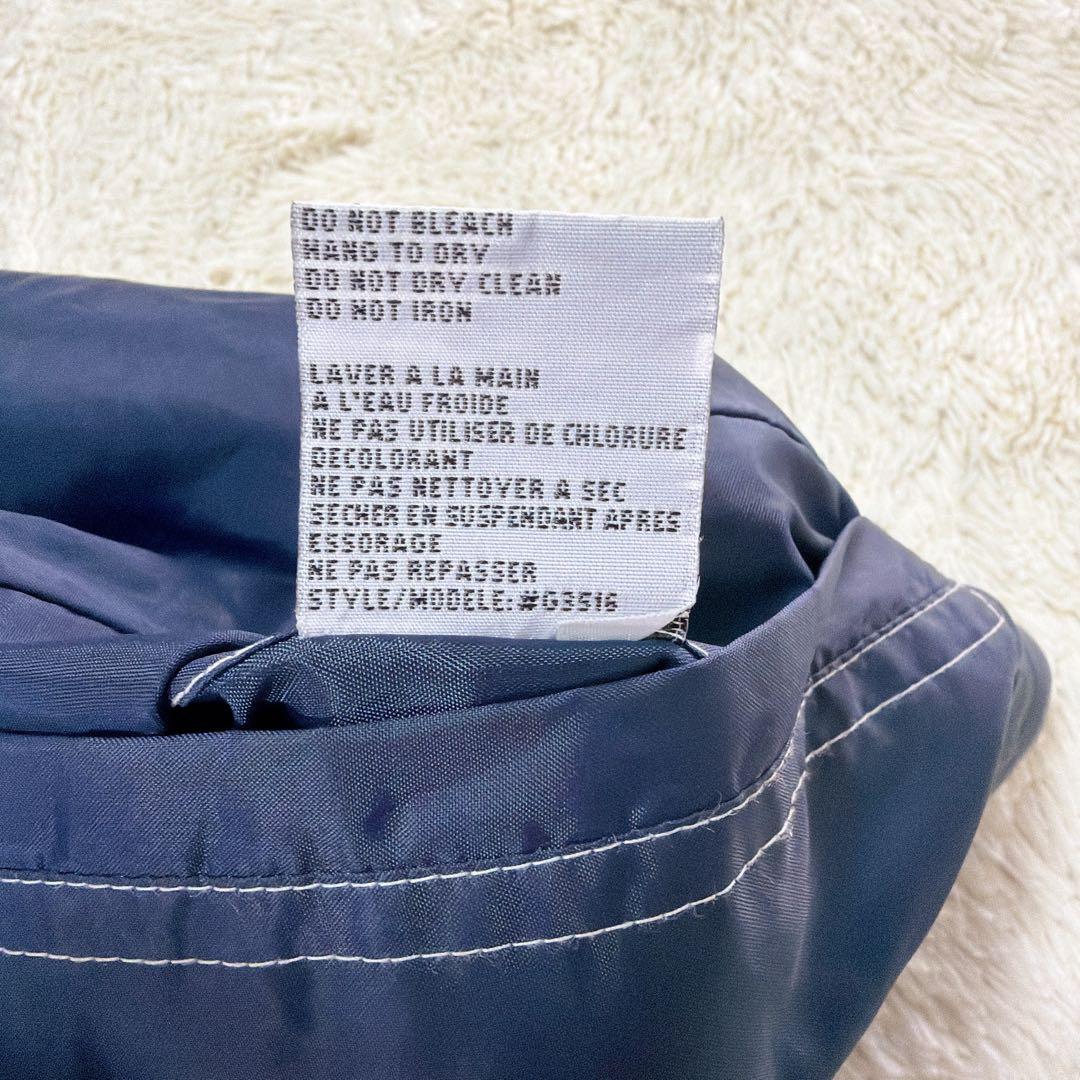 DO NOT BLEACH
HANG TO DRY
DO NOT DRY CLEAN
DO NOT IRON
LAVER A LA MAIN
A L'EAU FROIDE
NE PAS UTILISER DE CHLORURE
DECOLORANT
NE PAS NETTOYER A SEC
SECHER EN SUSPENDANT APRES
ESSORAGE
NE PAS REPASSER
STYLE/MODELE: #G3516